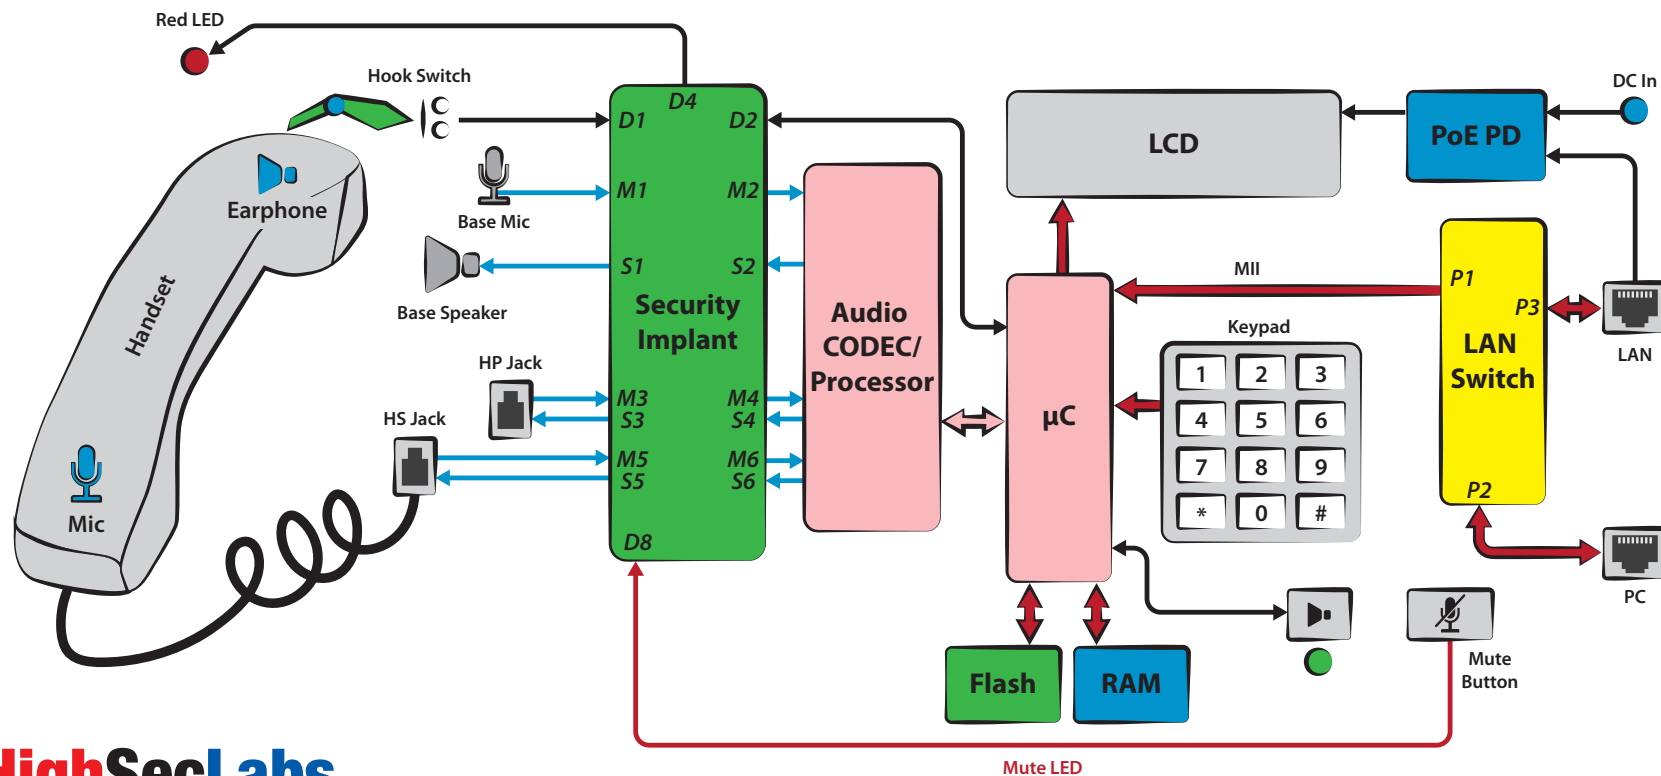 Red LED
Hook Switch
DC In
D4
D1
D2
LCD
PoE PD
M1
M2
Earphone
Base Mic
S1
S2
MII
P1
Handset
Security
Implant
Base Speaker
Audio
CODEC/
Processor
P3
Keypad
LAN
LAN
Switch
HP Jack
1
2
3
M3
M4
S3
S4
µC
4
5
6
HS Jack
M5
M6
S5
S6
7
8
9
P2
Mic
*
0
#
D8
PC
Flash
RAM
Mute
Button
HighSecLabs
Mute LED